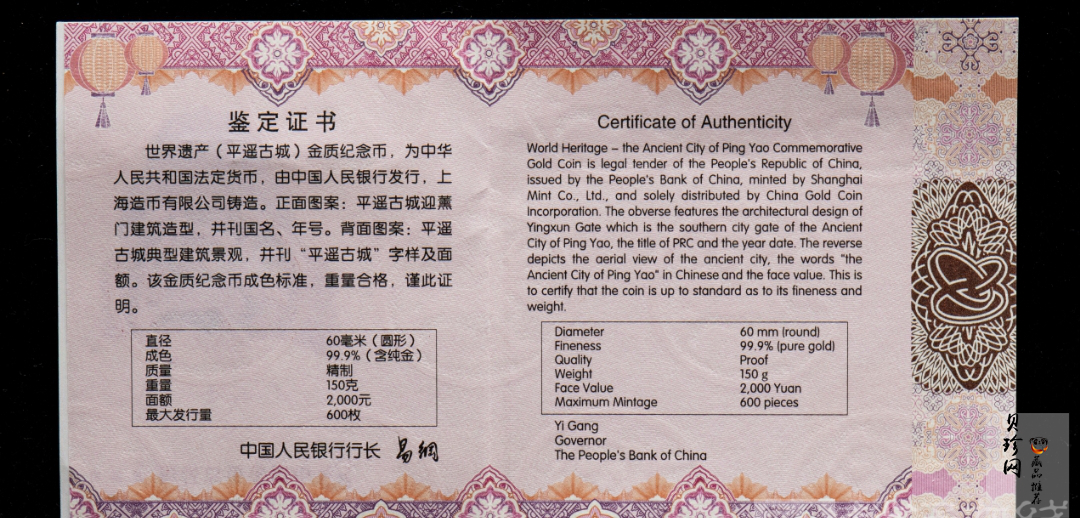 鉴定证书
世界遗产（平遥古城）金质纪念币，为中华
人民共和国法定货币，由中国人民银行发行，上
海造币有限公司铸造。正面图案：平遥古城迎薰
门建筑造型，并刊国名、年号。背面图案：平遥
古城典型建筑景观，并刊“平遥古城”字样及面
额。该金质纪念币成色标准，重量合格，谨此证
明。
直径 60毫米（圆形）
成色 99.9%（含纯金）
质量 精制
重量 150克
面额 2,000元
最大发行量 600枚
中国人民银行行长 易纲
Certificate of Authenticity
World Heritage – the Ancient City of Ping Yao Commemorative
Gold Coin is legal tender of the People's Republic of China,
issued by the People's Bank of China, minted by Shanghai
Mint Co., Ltd., and solely distributed by China Gold Coin
Incorporation. The obverse features the architectural design of
Yingxun Gate which is the southern city gate of the Ancient
City of Ping Yao, the title of PRC and the year date. The reverse
depicts the aerial view of the ancient city, the words "the
Ancient City of Ping Yao" in Chinese and the face value. This is
to certify that the coin is up to standard as to its fineness and
weight.
Diameter 60 mm (round)
Fineness 99.9% (pure gold)
Quality Proof
Weight 150 g
Face Value 2,000 Yuan
Maximum Mintage 600 pieces
Yi Gang
Governor
The People's Bank of China
贝珍网
藏品推荐